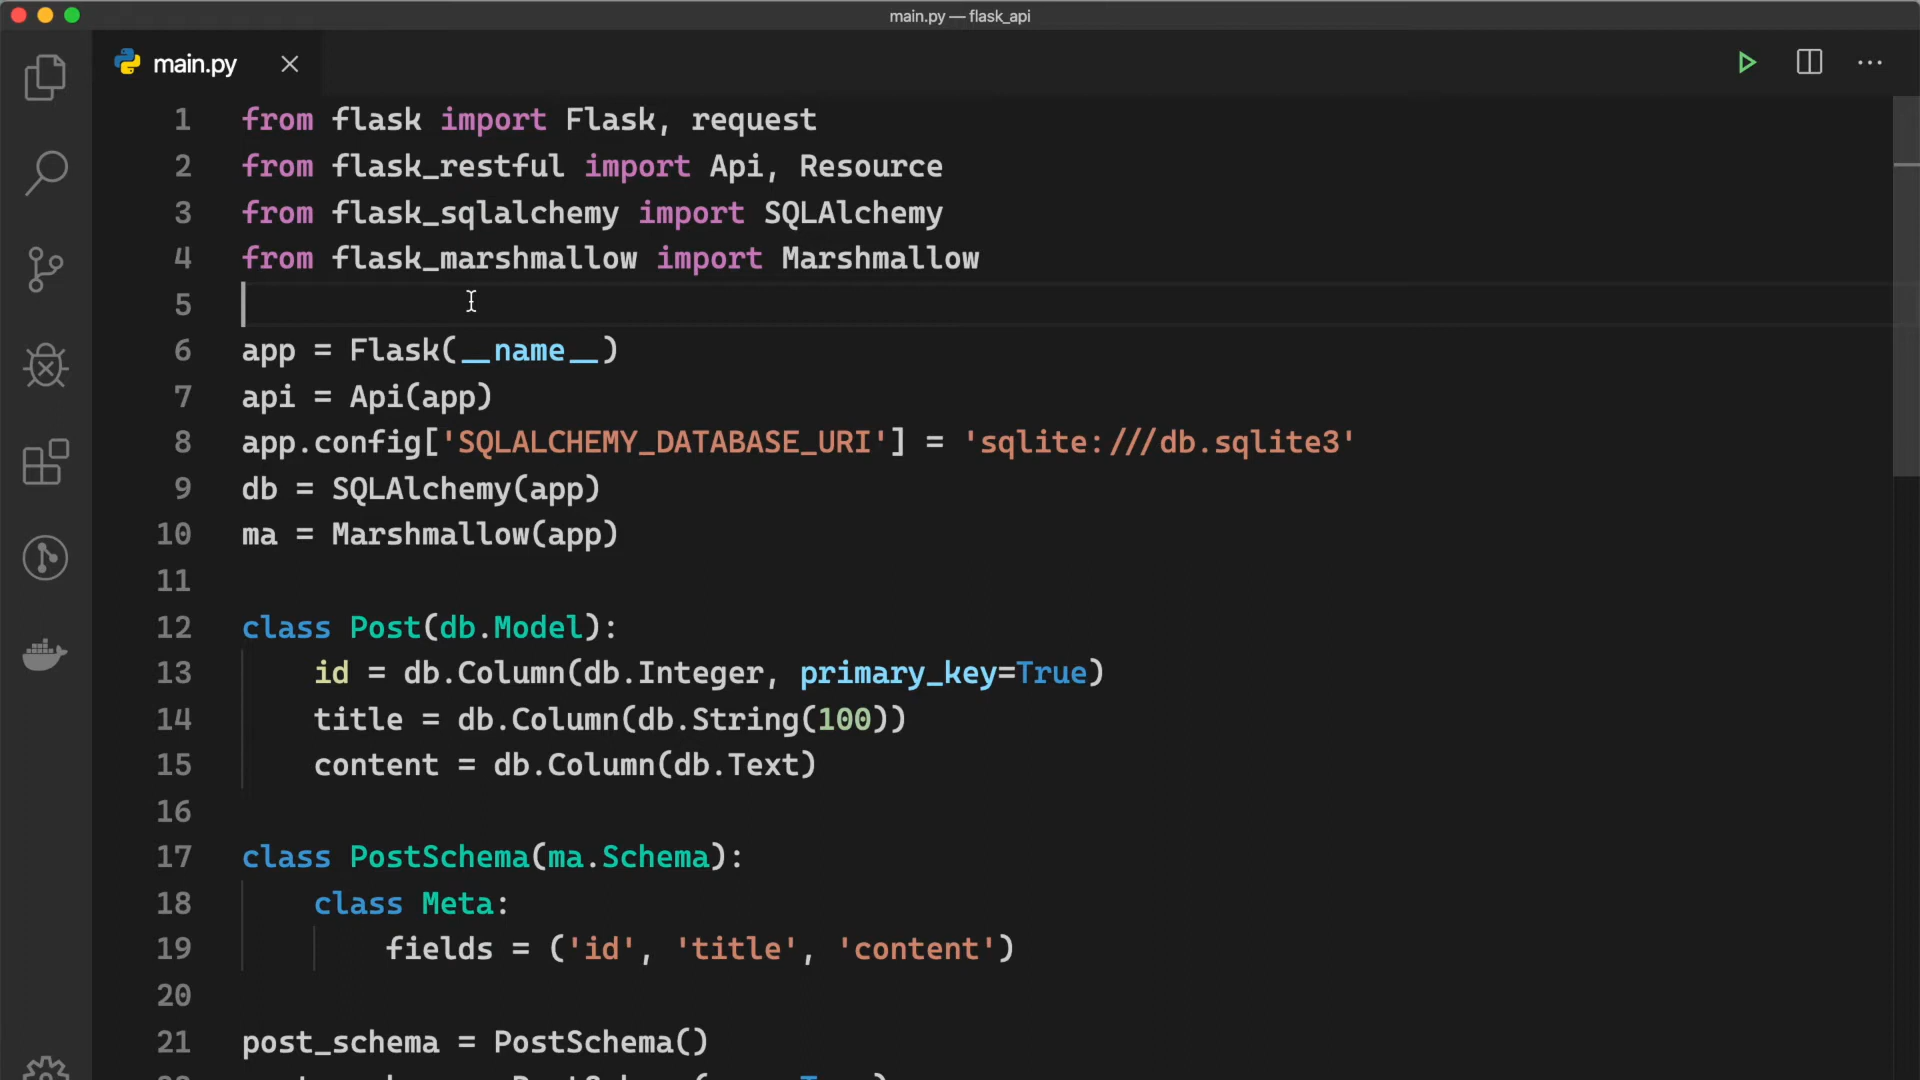 main.py — flask_api
main.py
1 from flask import Flask, request
2 from flask_restful import Api, Resource
3 from flask_sqlalchemy import SQLAlchemy
4 from flask_marshmallow import Marshmallow
5
6 app = Flask(__name__)
7 api = Api(app)
8 app.config['SQLALCHEMY_DATABASE_URI'] = 'sqlite:///db.sqlite3'
9 db = SQLAlchemy(app)
10 ma = Marshmallow(app)
11
12 class Post(db.Model):
13     id = db.Column(db.Integer, primary_key=True)
14     title = db.Column(db.String(100))
15     content = db.Column(db.Text)
16
17 class PostSchema(ma.Schema):
18     class Meta:
19         fields = ('id', 'title', 'content')
20
21 post_schema = PostSchema()